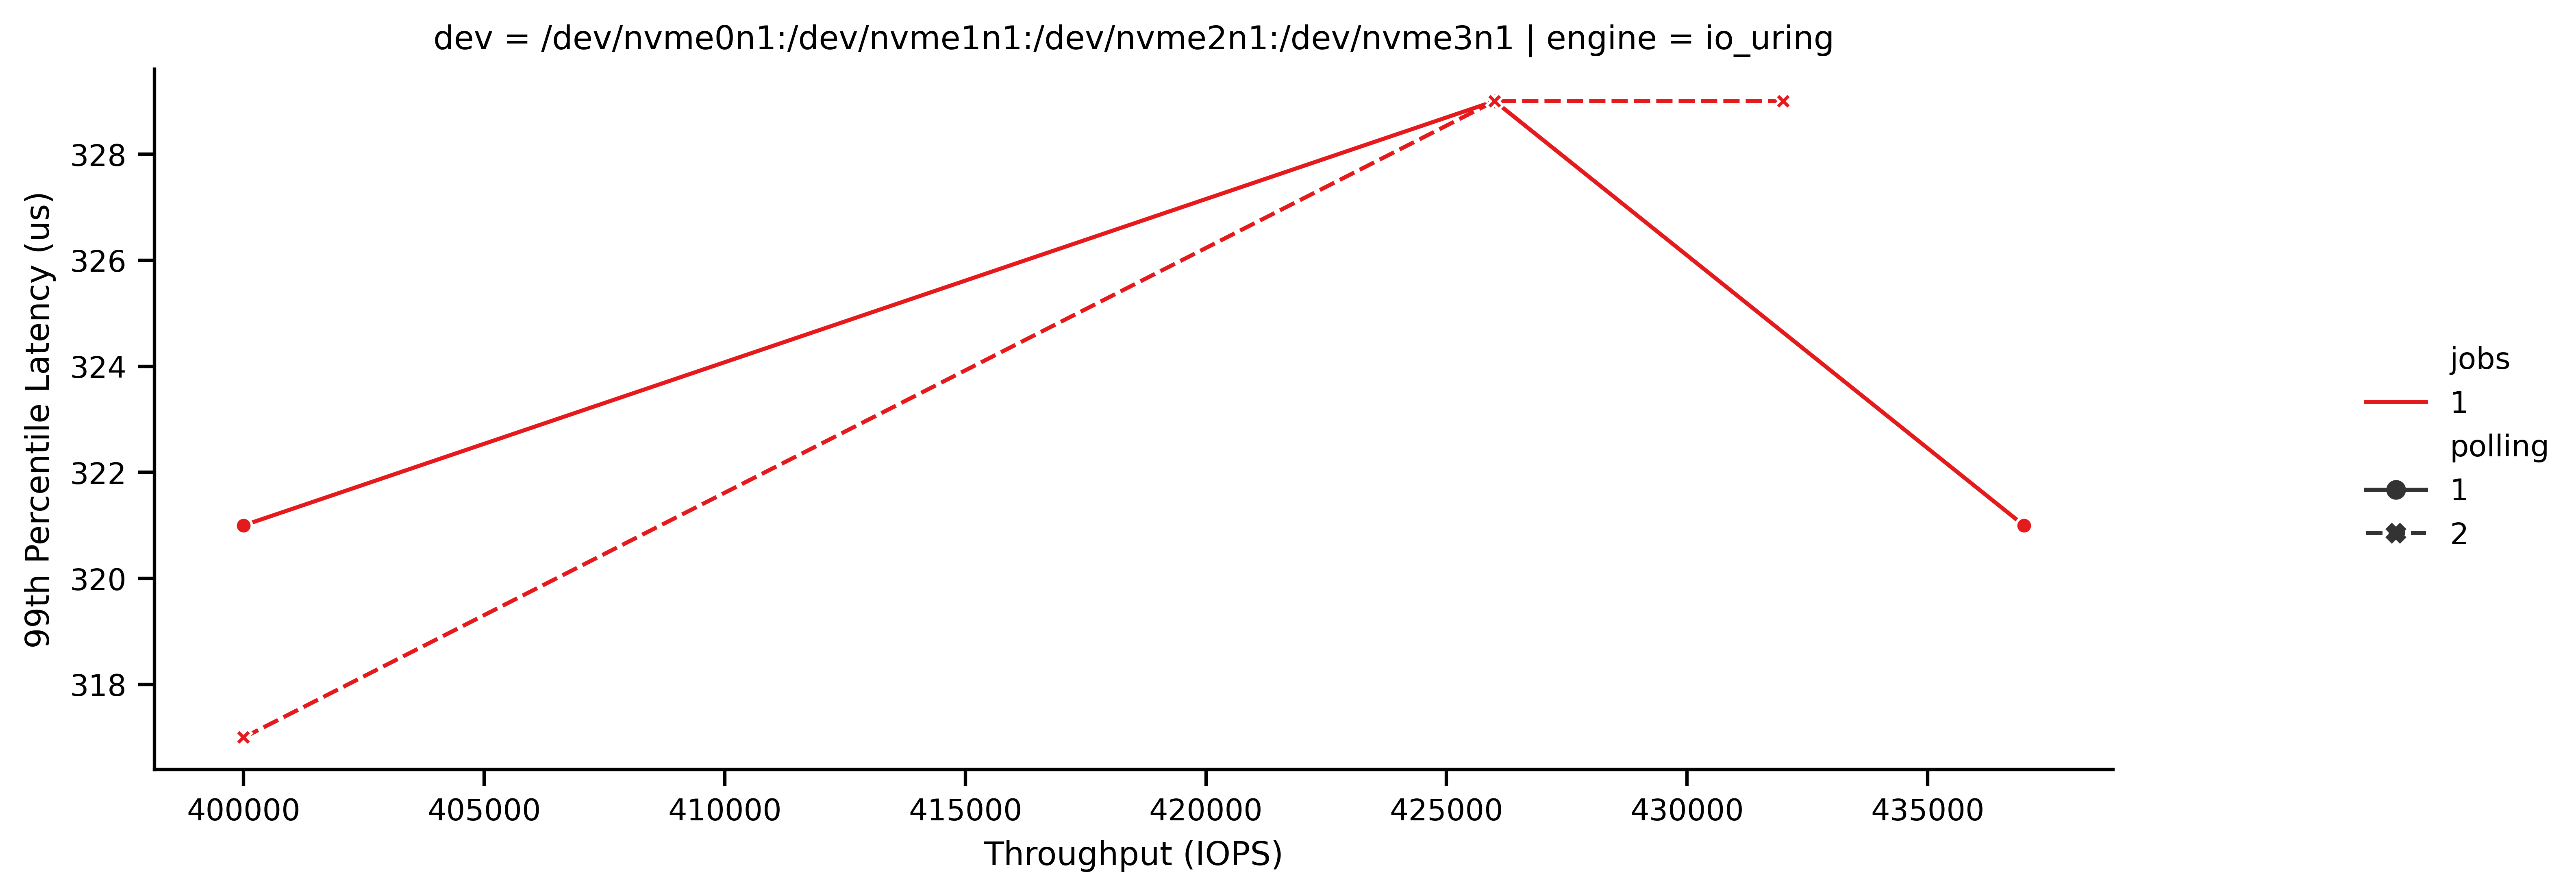 dev = /dev/nvme0n1:/dev/nvme1n1:/dev/nvme2n1:/dev/nvme3n1 | engine = io_uring
99th Percentile Latency (us)
328
326
324
322
320
318
400000 405000 410000 415000 420000 425000 430000 435000
Throughput (IOPS)
jobs
1
polling
1
2